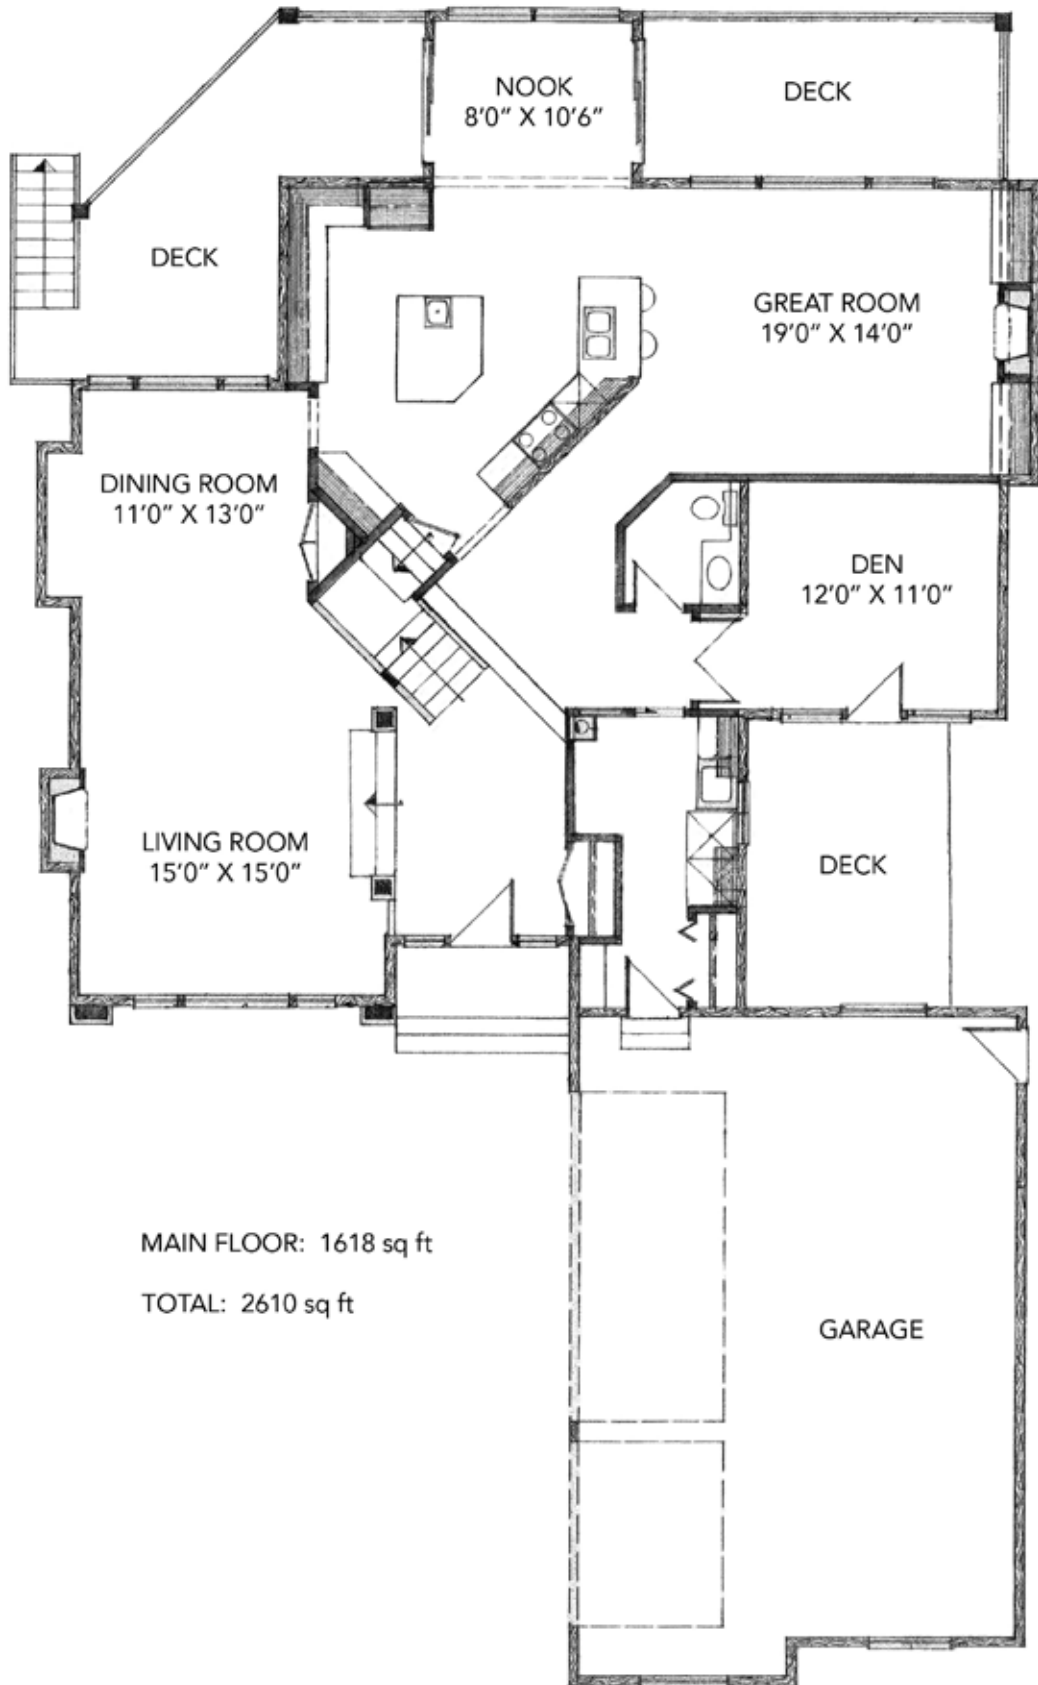 NOOK
8'0" X 10'6"
DECK
DECK
GREAT ROOM
19'0" X 14'0"
DINING ROOM
11'0" X 13'0"
DEN
12'0" X 11'0"
LIVING ROOM
15'0" X 15'0"
DECK
MAIN FLOOR: 1618 sq ft
TOTAL: 2610 sq ft
GARAGE